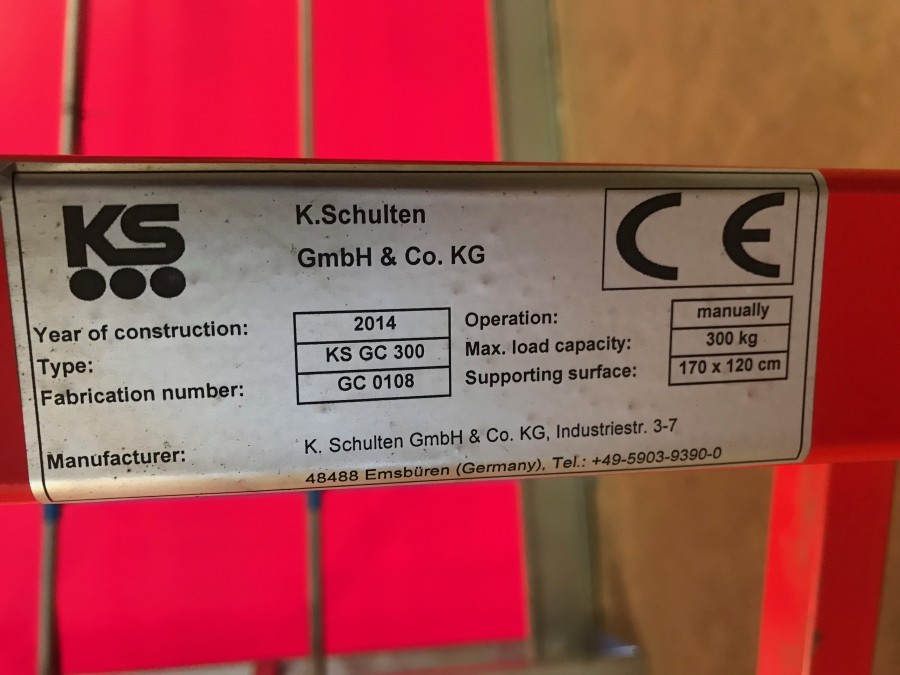 KS
K.Schulten
GmbH & Co. KG
CE
Year of construction: 2014 Operation: manually
Type: KS GC 300 Max. load capacity: 300 kg
Fabrication number: GC 0108 Supporting surface: 170 x 120 cm
Manufacturer: K. Schulten GmbH & Co. KG, Industriestr. 3-7
48488 Emsbüren (Germany), Tel.: +49-5903-9390-0